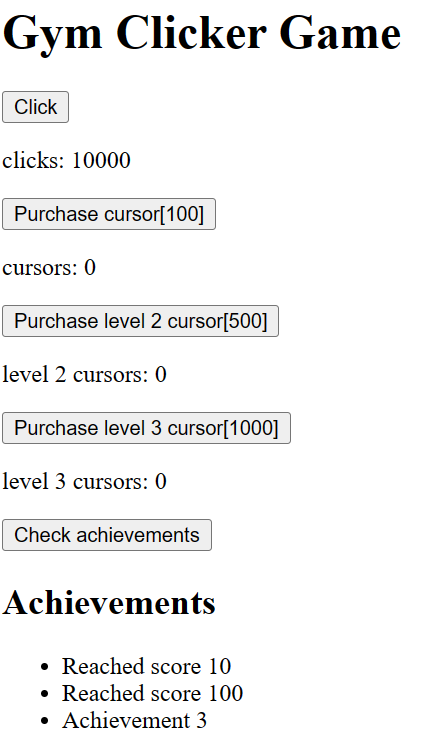 Gym Clicker Game
Click
clicks: 10000
Purchase cursor[100]
cursors: 0
Purchase level 2 cursor[500]
level 2 cursors: 0
Purchase level 3 cursor[1000]
level 3 cursors: 0
Check achievements
Achievements
• Reached score 10
• Reached score 100
• Achievement 3